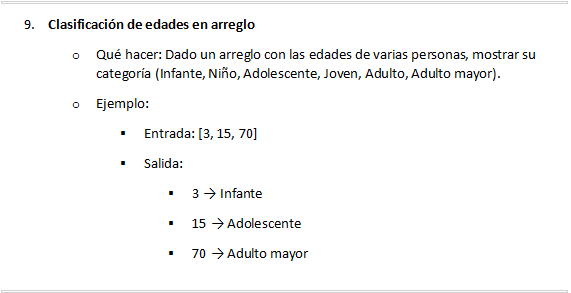 9. Clasificación de edades en arreglo
o Qué hacer: Dado un arreglo con las edades de varias personas, mostrar su
categoría (Infante, Niño, Adolescente, Joven, Adulto, Adulto mayor).
o Ejemplo:
▪ Entrada: [3, 15, 70]
▪ Salida:
▪ 3 → Infante
▪ 15 → Adolescente
▪ 70 → Adulto mayor